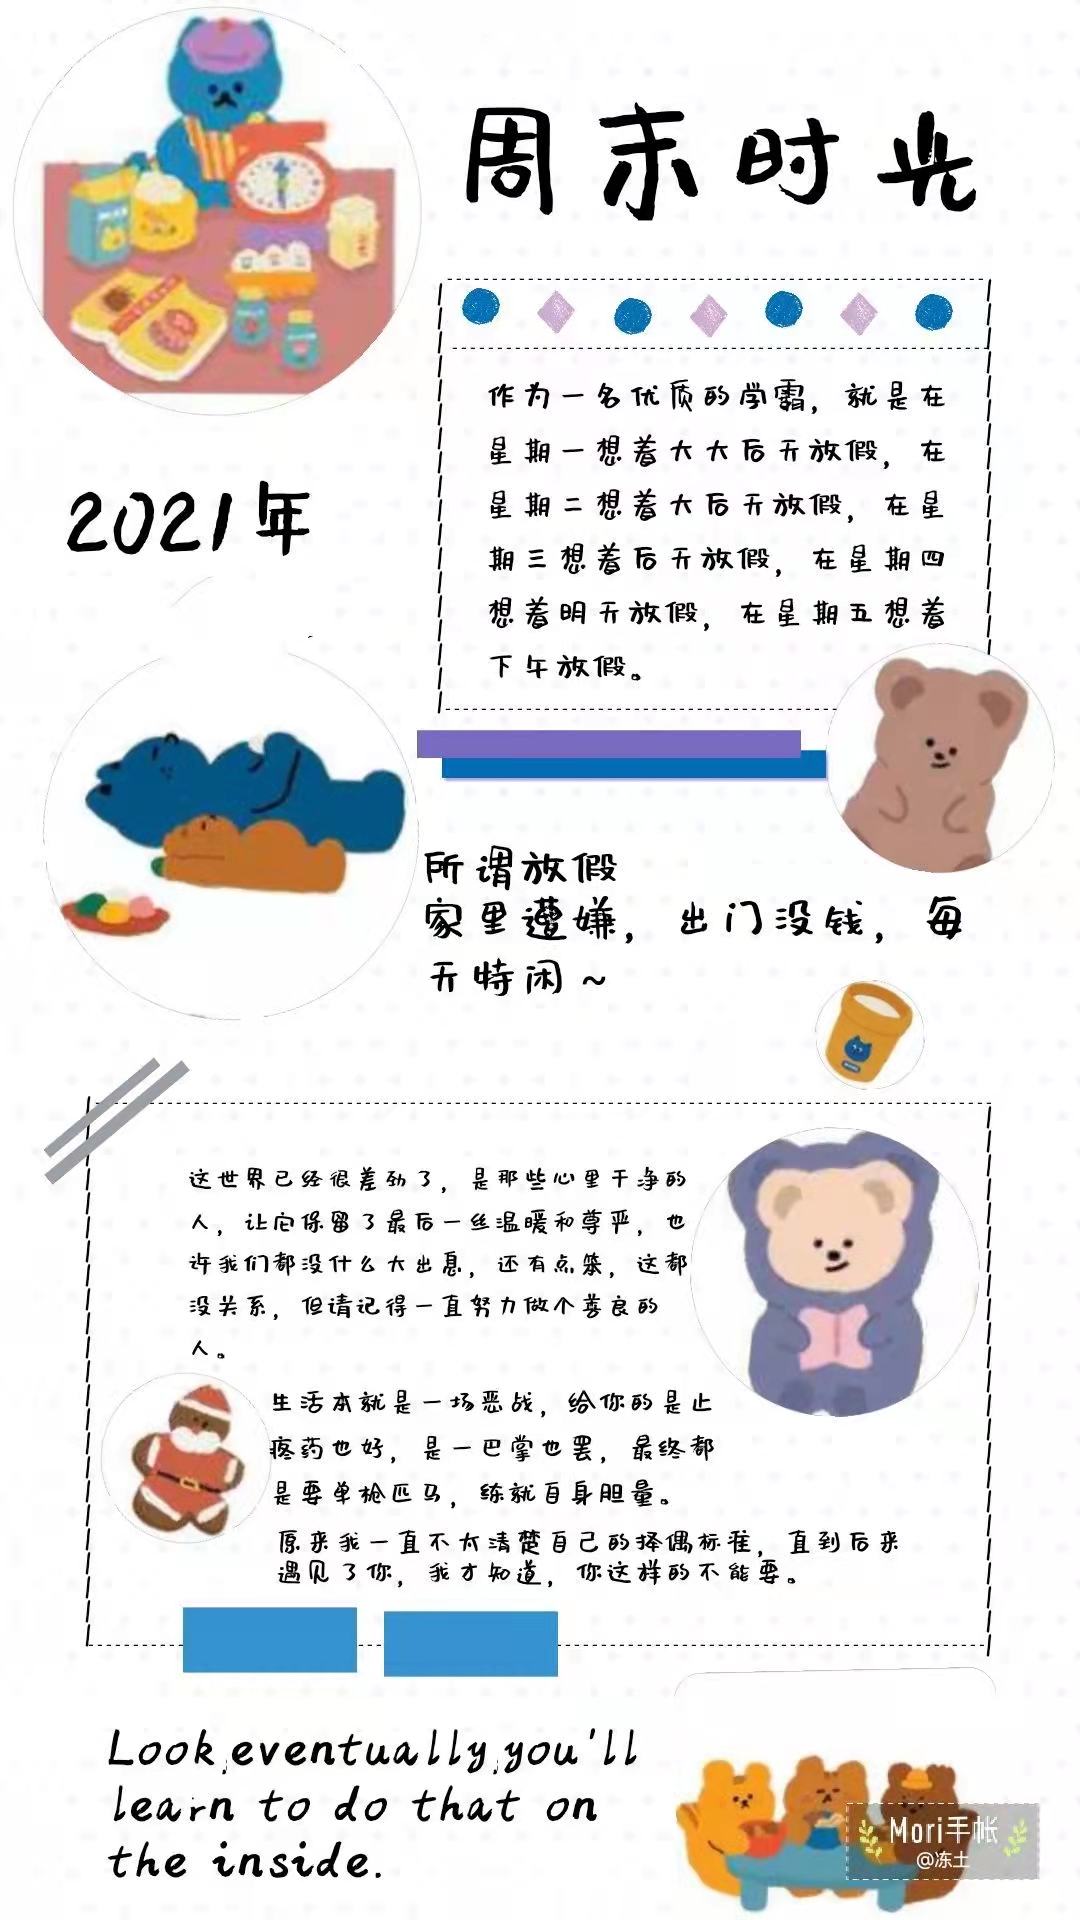 周末时光
作为一名优质的学霸，就是在
星期一想着大大后天放假，在
星期二想着大后天放假，在星
期三想着后天放假，在星期四
想着明天放假，在星期五想着
下午放假。
2021年
所谓放假
家里遭嫌，出门没钱，每
天特闲~
这世界已经很差劲了，是那些心里干净的
人，让它保留了最后一丝温暖和尊严，也
许我们都没什么大出息，还有点笨，这都
没关系，但请记得一直努力做个善良的
人。
生活本就是一场恶战，给你的是止
疼药也好，是一巴掌也罢，最终都
是要单枪匹马，练就自身胆量。
原来我一直不太清楚自己的择偶标准，直到后来
遇见了你，我才知道，你这样的不能要。
Look,eventually,you'll
learn to do that on
the inside.
Mori手帐
@冻土